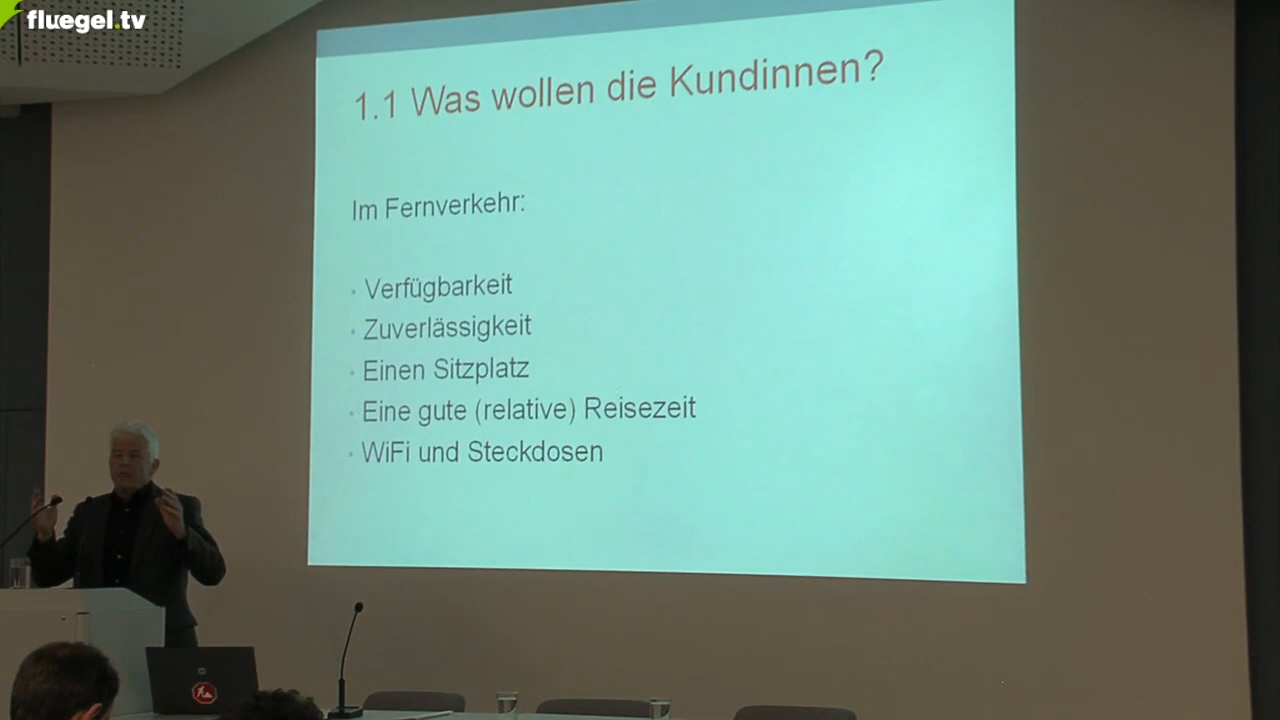 fluegel.tv
1.1 Was wollen die Kundinnen?
Im Fernverkehr:
· Verfügbarkeit
· Zuverlässigkeit
· Einen Sitzplatz
· Eine gute (relative) Reisezeit
· WiFi und Steckdosen